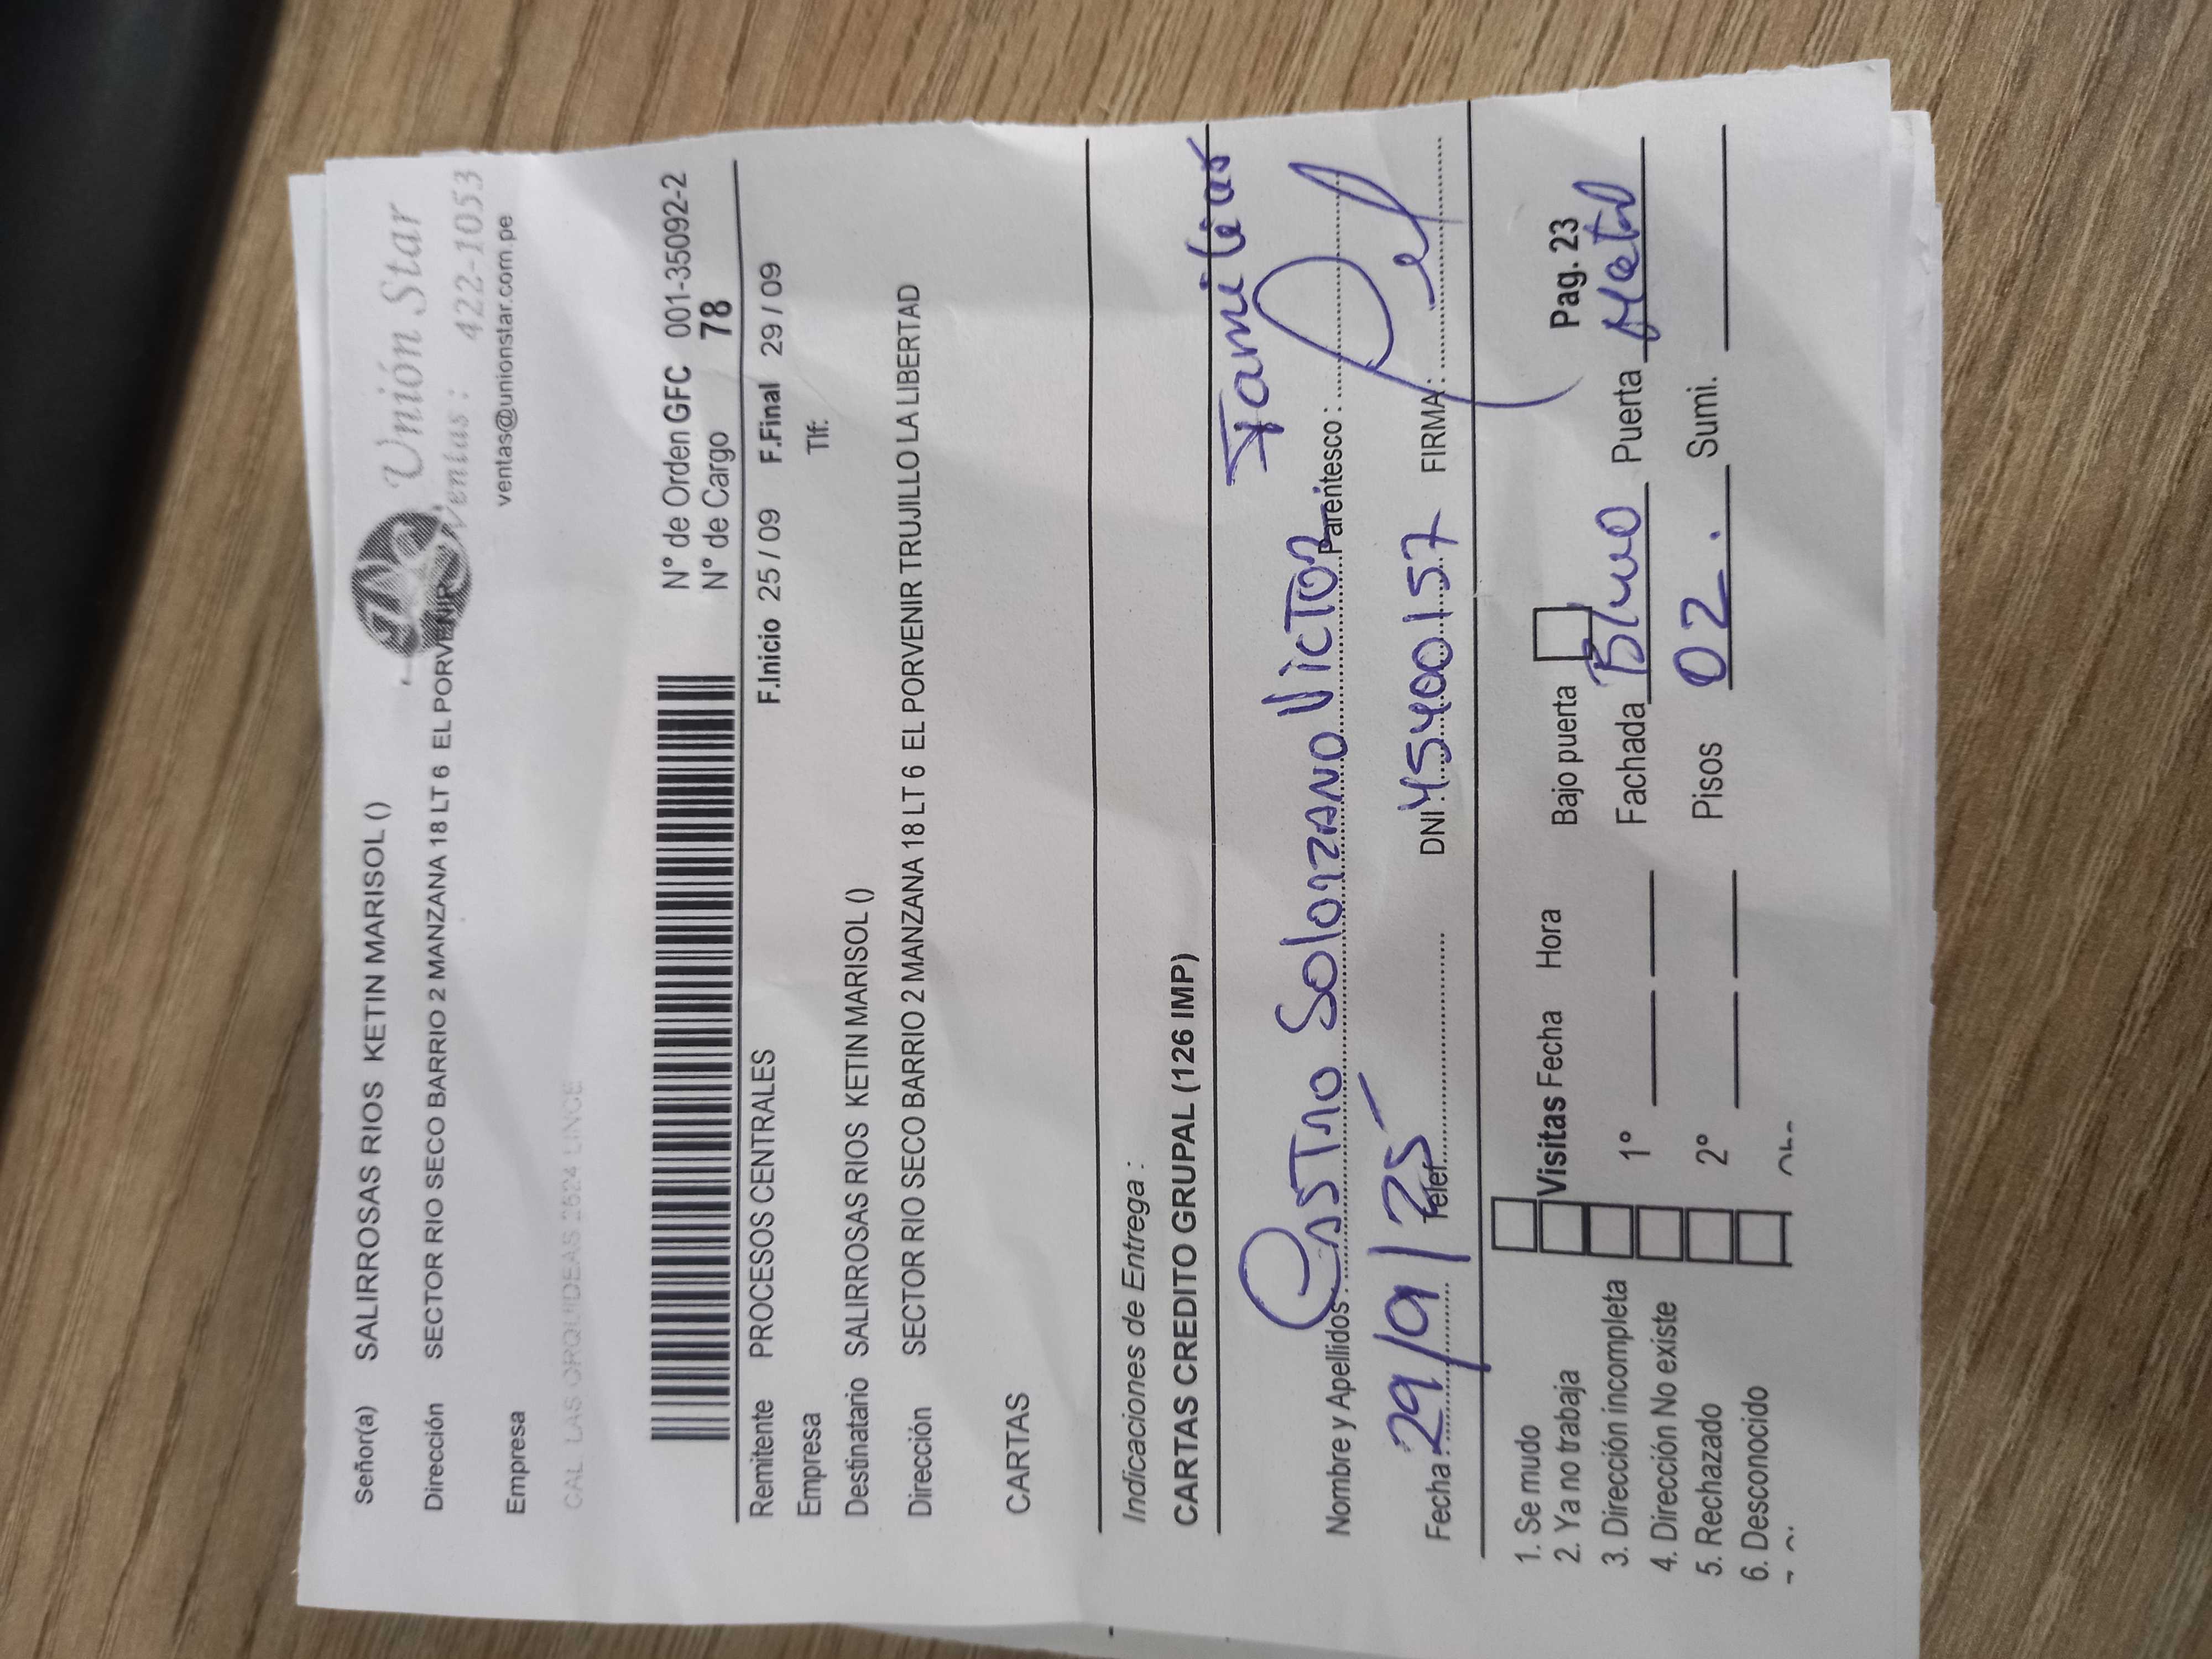 Unión Star
Ventas : 422-1053
ventas@unionstar.com.pe
Señor(a) SALIRROSAS RIOS KETIN MARISOL ()
Dirección SECTOR RIO SECO BARRIO 2 MANZANA 18 LT 6 EL PORVENIR
Empresa
CAL LAS ORQUIDEAS 2624 LINCE
N° de Orden GFC 001-35092-2
N° de Cargo 78
Remitente PROCESOS CENTRALES F.Inicio 25 / 09 F.Final 29 / 09
Empresa Tlf:
Destinatario SALIRROSAS RIOS KETIN MARISOL ()
Dirección SECTOR RIO SECO BARRIO 2 MANZANA 18 LT 6 EL PORVENIR TRUJILLO LA LIBERTAD
CARTAS
Indicaciones de Entrega :
CARTAS CREDITO GRUPAL (126 IMP)
Nombre y Apellidos : Castro Solorzano Victor Parentesco : Familiar
Fecha : 29/9/25 Telef. DNI 45400157 FIRMA:
1. Se mudo
2. Ya no trabaja Visitas Fecha Hora Bajo puerta Pag. 23
3. Dirección incompleta
4. Dirección No existe 1° Fachada Puerta Metal
5. Rechazado
6. Desconocido 2° Pisos 02. Sumi.